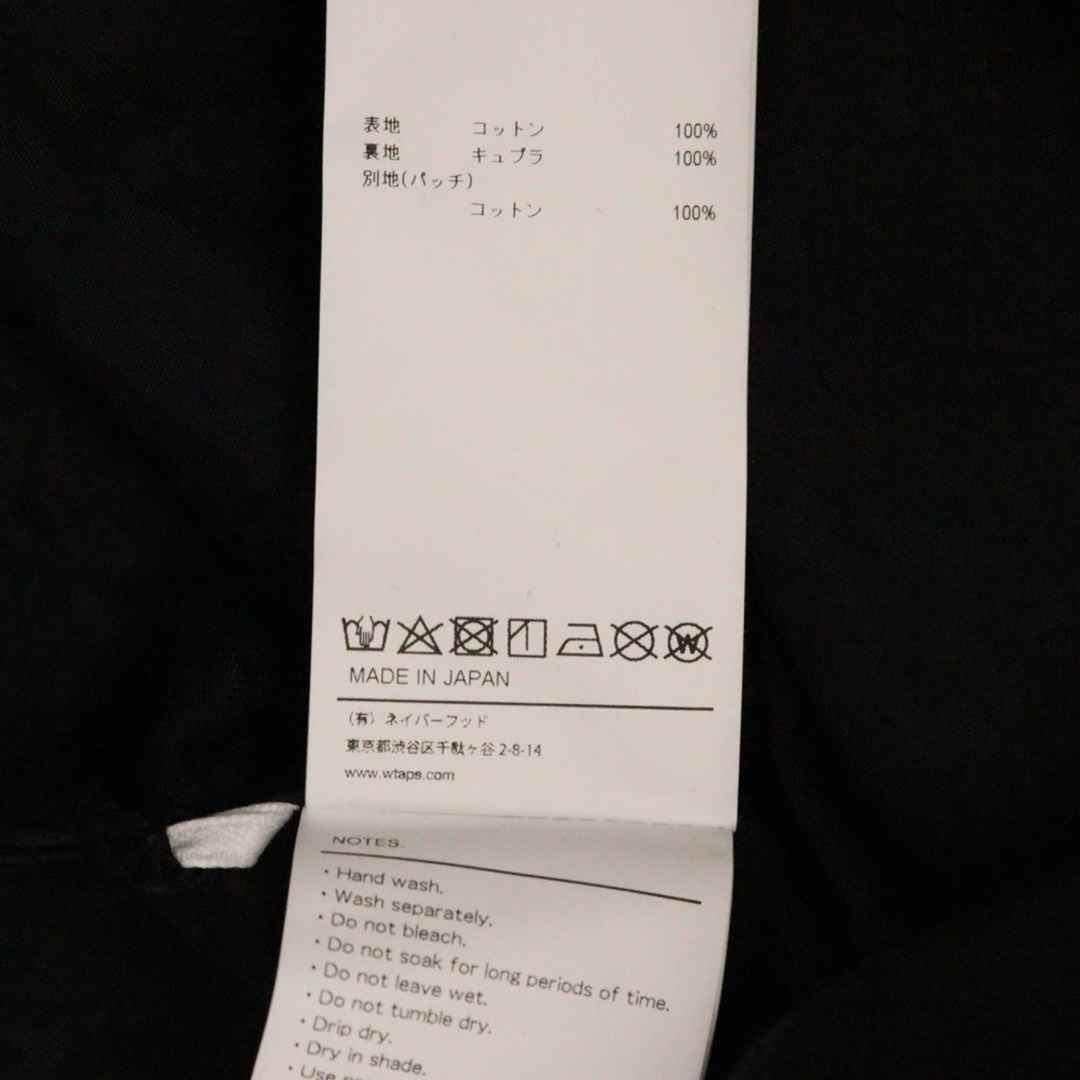 表地 コットン 100%
裏地 キュプラ 100%
別地(パッチ)
コットン 100%
W
MADE IN JAPAN
(有) ネイバーフッド
東京都渋谷区千駄ヶ谷 2-8-14
www.wtaps.com
NOTES.
・Hand wash.
・Wash separately.
・Do not bleach.
・Do not soak for long periods of time.
・Do not leave wet.
・Do not tumble dry.
・Drip dry.
・Dry in shade.
・Use